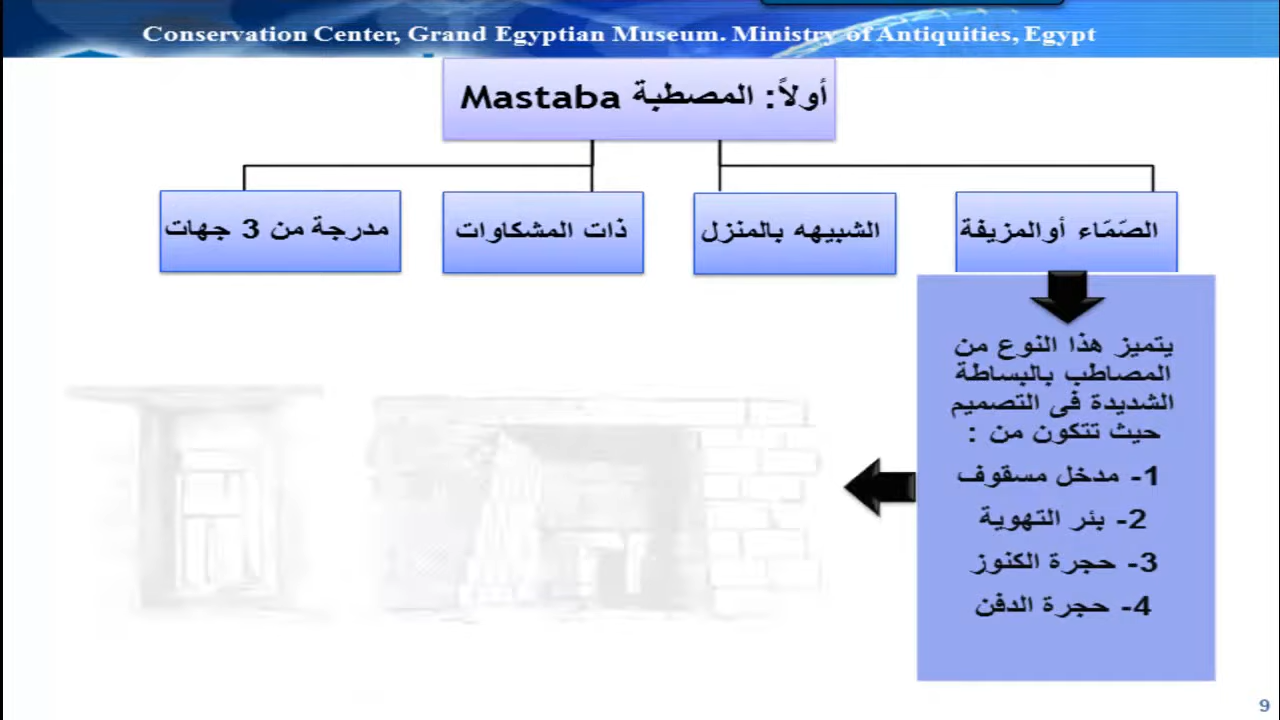 Conservation Center, Grand Egyptian Museum. Ministry of Antiquities, Egypt
أولاً: المصطبة Mastaba
الصَمَاء أوالمزيفة
الشبيهه بالمنزل
ذات المشكاوات
مدرجة من 3 جهات
يتميز هذا النوع من
المصاطب بالبساطة
الشديدة فى التصميم
حيث تتكون من :
1- مدخل مسقوف
2- بئر التهوية
3- حجرة الكنوز
4- حجرة الدفن
9